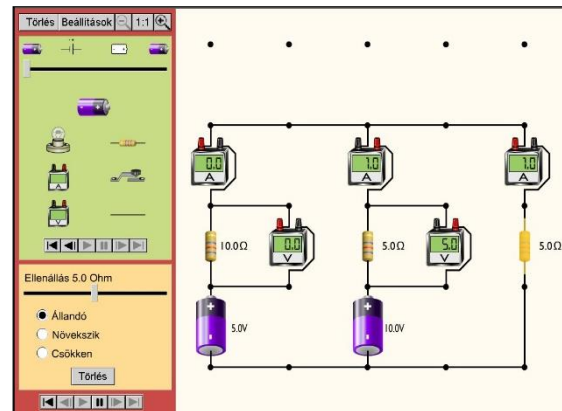 Törlés Beállítások 1:1
A
V
Ellenállás 5.0 Ohm
Állandó
Növekszik
Csökken
Törlés
0.0 A
1.0 A
1.0 A
10.0Ω
0.0 V
5.0Ω
5.0 V
5.0Ω
5.0V
10.0V